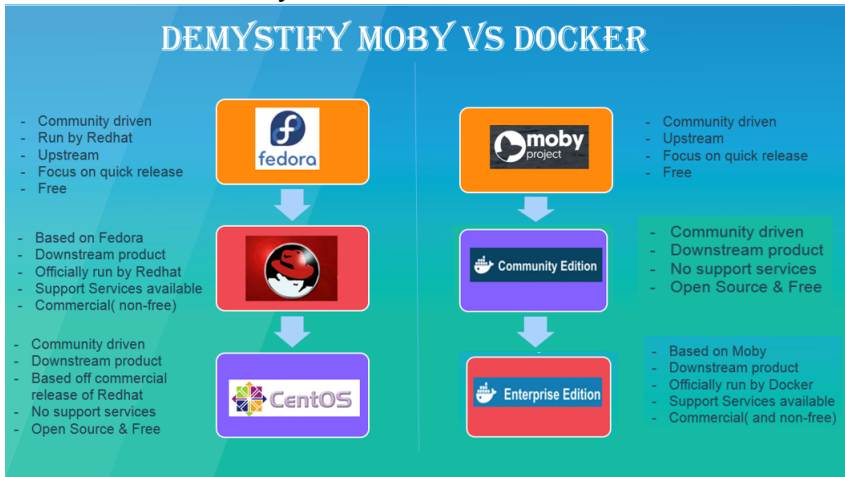 DEMYSTIFY MOBY VS DOCKER
- Community driven
- Run by Redhat
- Upstream
- Focus on quick release
- Free
fedora
- Based on Fedora
- Downstream product
- Officially run by Redhat
- Support Services available
- Commercial( non-free)
- Community driven
- Downstream product
- Based off commercial
release of Redhat
- No support services
- Open Source & Free
CentOS
moby
project
- Community driven
- Upstream
- Focus on quick release
- Free
Community Edition
- Community driven
- Downstream product
- No support services
- Open Source & Free
Enterprise Edition
- Based on Moby
- Downstream product
- Officially run by Docker
- Support Services available
- Commercial( and non-free)